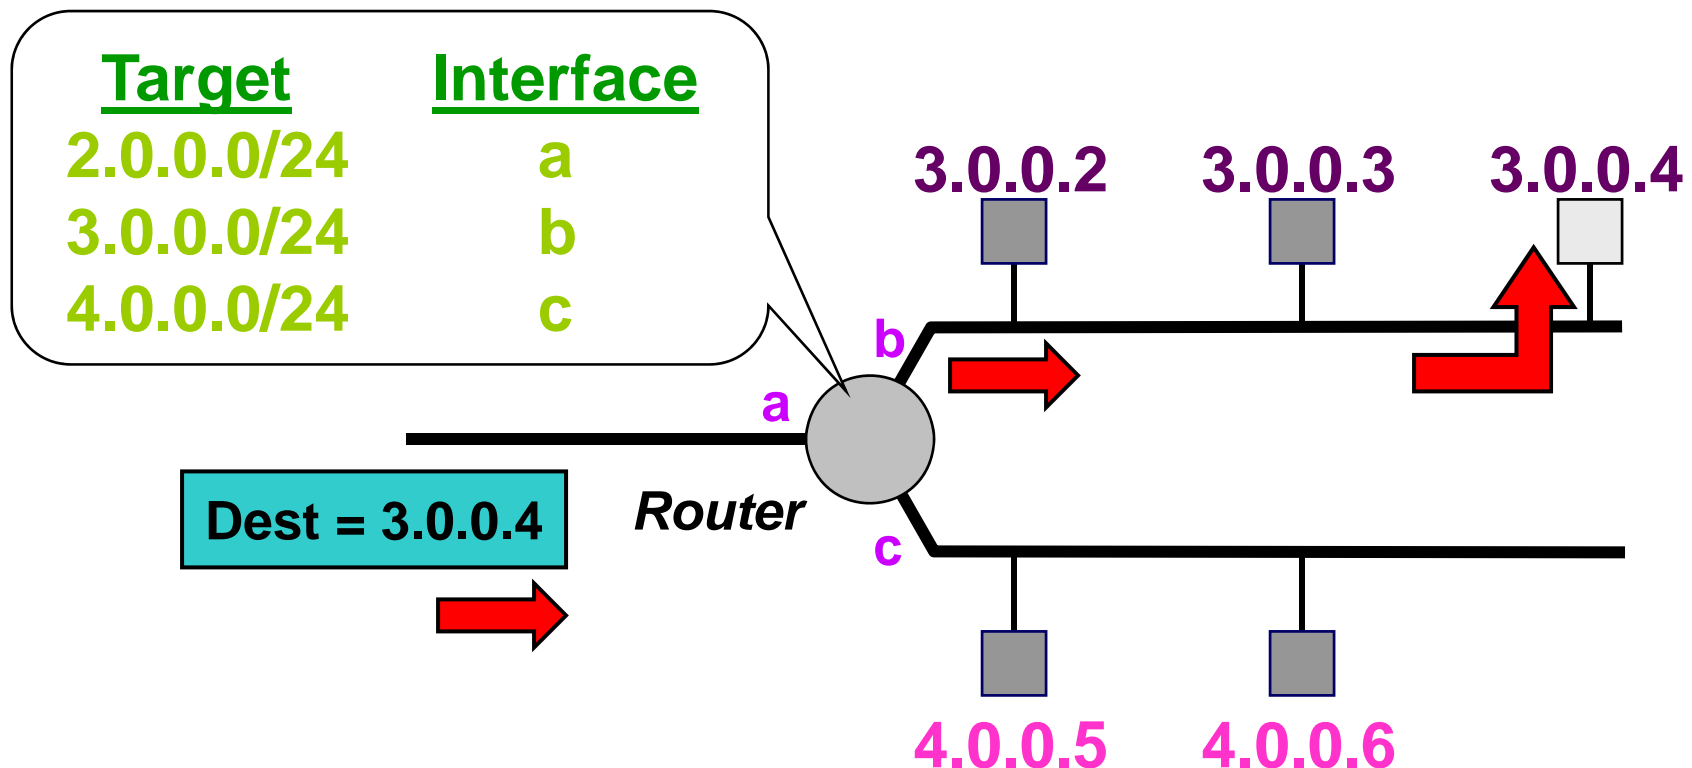 Target Interface
2.0.0.0/24 a
3.0.0.0/24 b
4.0.0.0/24 c
3.0.0.2 3.0.0.3 3.0.0.4
b
a
Dest = 3.0.0.4
Router
c
4.0.0.5 4.0.0.6